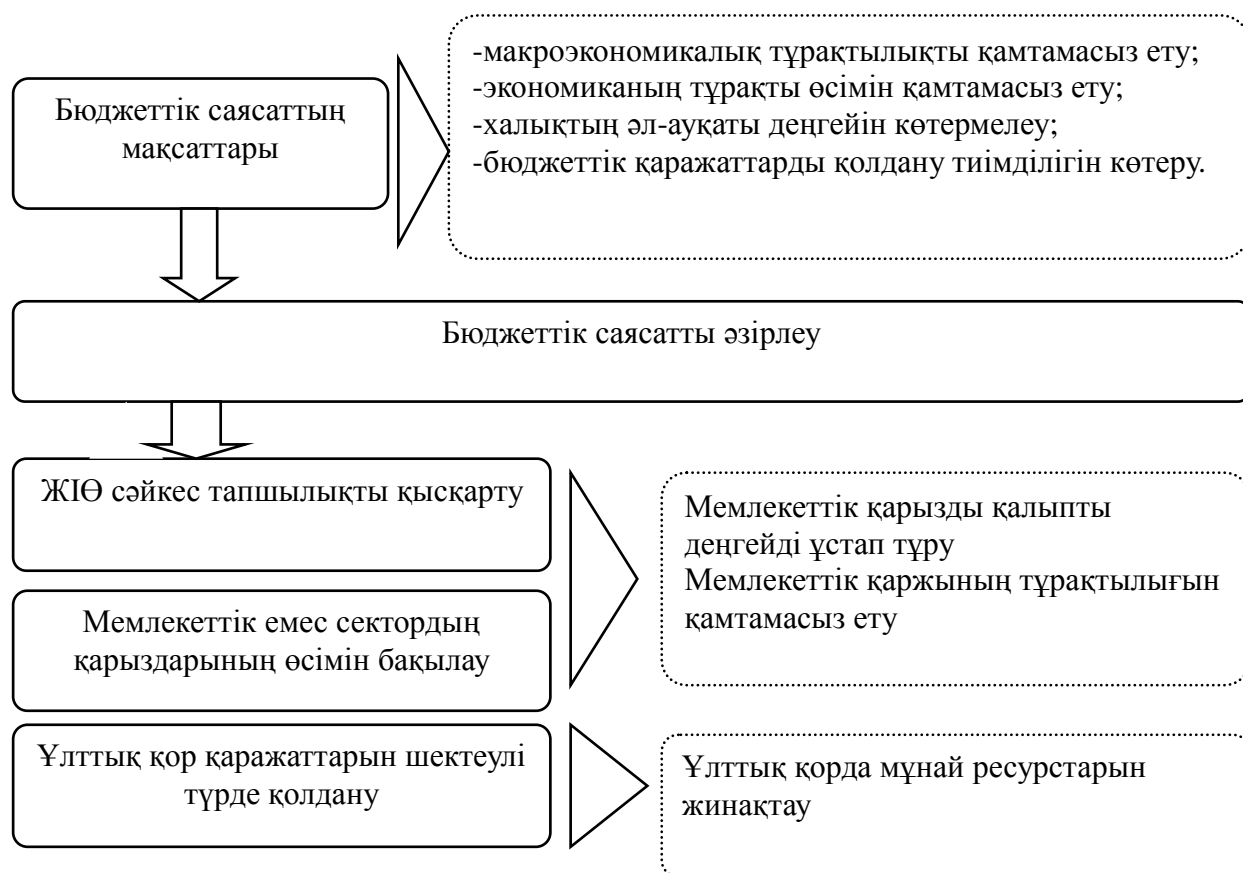 Бюджеттік саясаттың
мақсаттары
-макроэкономикалық тұрақтылықты қамтамасыз ету;
-экономиканың тұрақты өсімін қамтамасыз ету;
-халықтың әл-ауқаты деңгейін көтермелеу;
-бюджеттік қаражаттарды қолдану тиімділігін көтеру.
Бюджеттік саясатты әзірлеу
ЖІӨ сәйкес тапшылықты қысқарту
Мемлекеттік емес сектордың
қарыздарының өсімін бақылау
Мемлекеттік қарызды қалыпты
деңгейді ұстап тұру
Мемлекеттік қаржының тұрақтылығын
қамтамасыз ету
Ұлттық қор қаражаттарын шектеулі
түрде қолдану
Ұлттық қорда мұнай ресурстарын
жинақтау